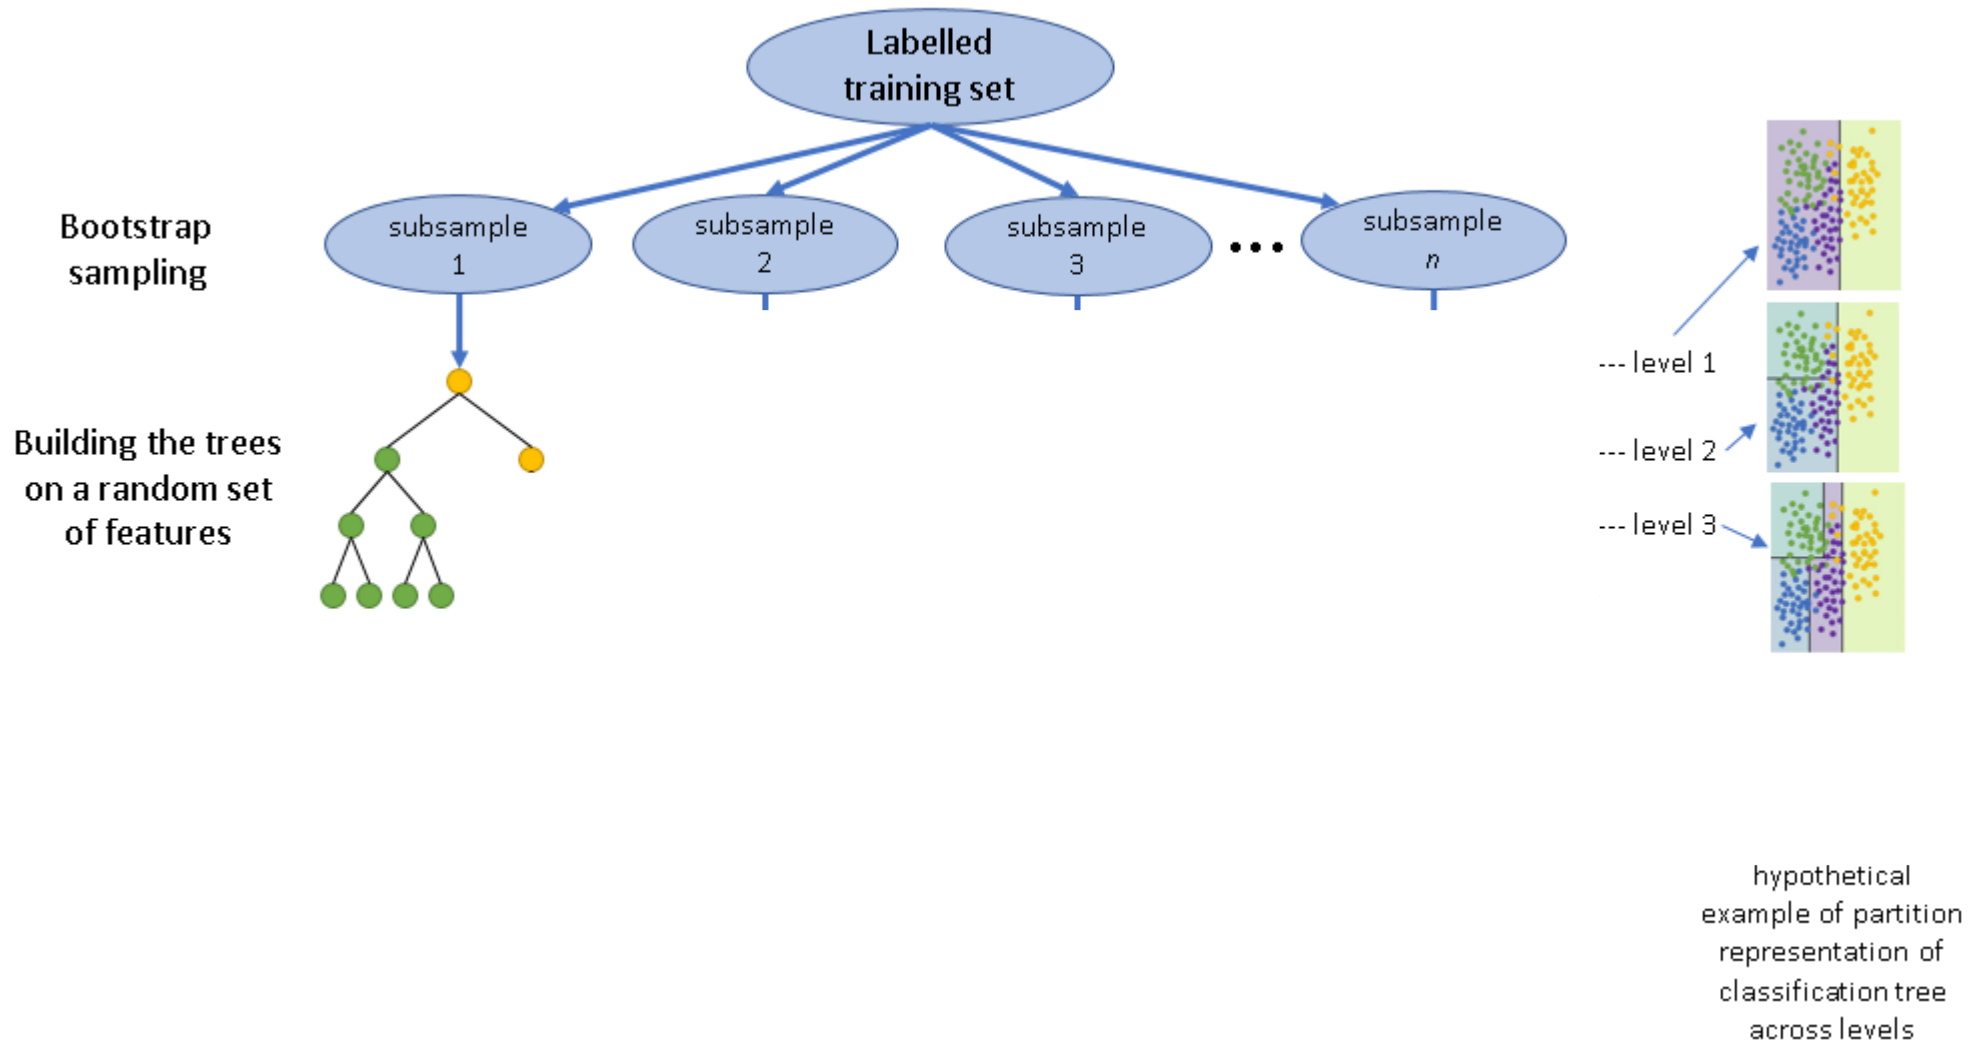 Labelled
training set
Bootstrap
sampling
subsample
1
subsample
2
subsample
3
•••
subsample
n
Building the trees
on a random set
of features
--- level 1
--- level 2
--- level 3
hypothetical
example of partition
representation of
classification tree
across levels